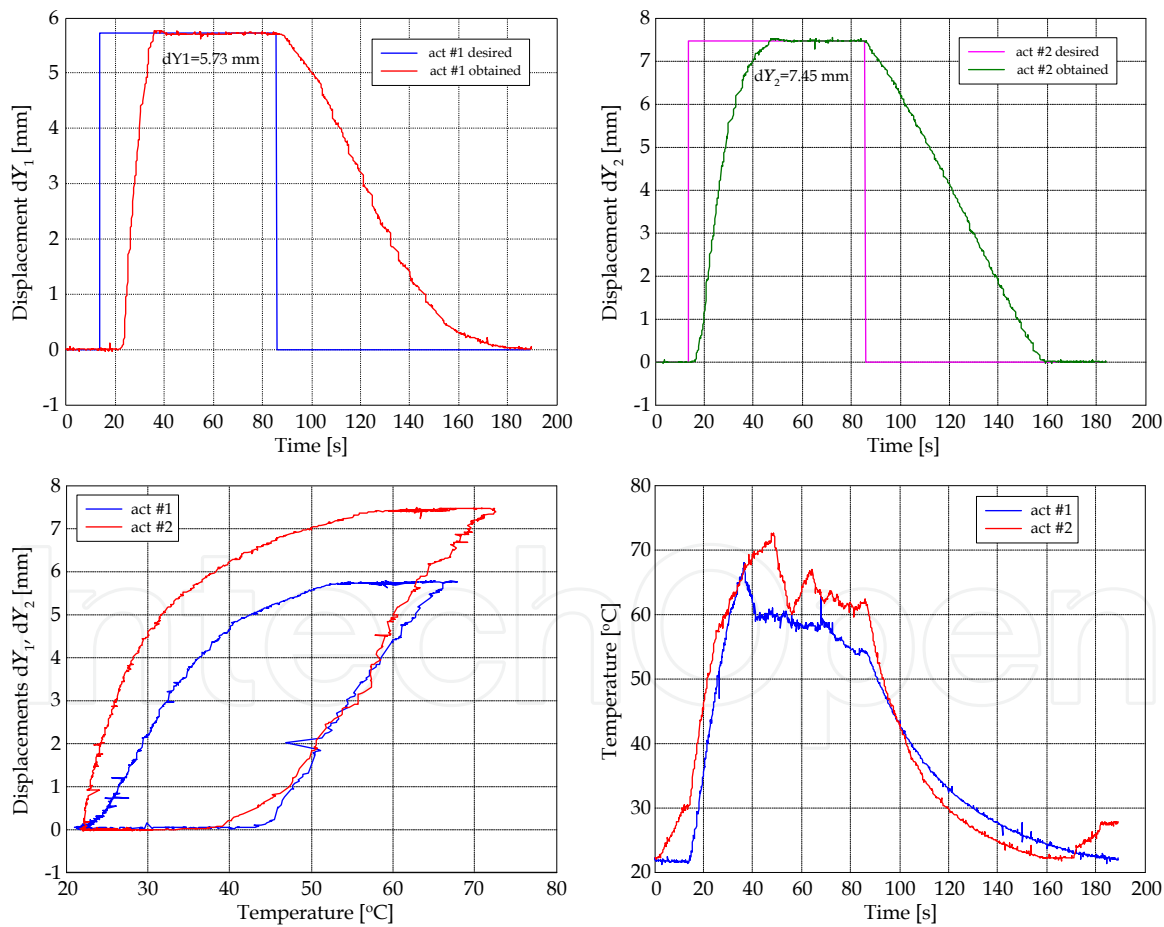 6
5
4
3
2
1
0
-1
Displacement dY1 [mm]
act #1 desired
act #1 obtained
dY1=5.73 mm
0 20 40 60 80 100 120 140 160 180 200
Time [s]
8
7
6
5
4
3
2
1
0
-1
Displacement dY2 [mm]
act #2 desired
act #2 obtained
dY2=7.45 mm
0 20 40 60 80 100 120 140 160 180 200
Time [s]
8
7
6
5
4
3
2
1
0
-1
Displacements dY1, dY2 [mm]
act #1
act #2
20 30 40 50 60 70 80
Temperature [°C]
80
70
60
50
40
30
20
Temperature [°C]
act #1
act #2
0 20 40 60 80 100 120 140 160 180 200
Time [s]
IntechOpen